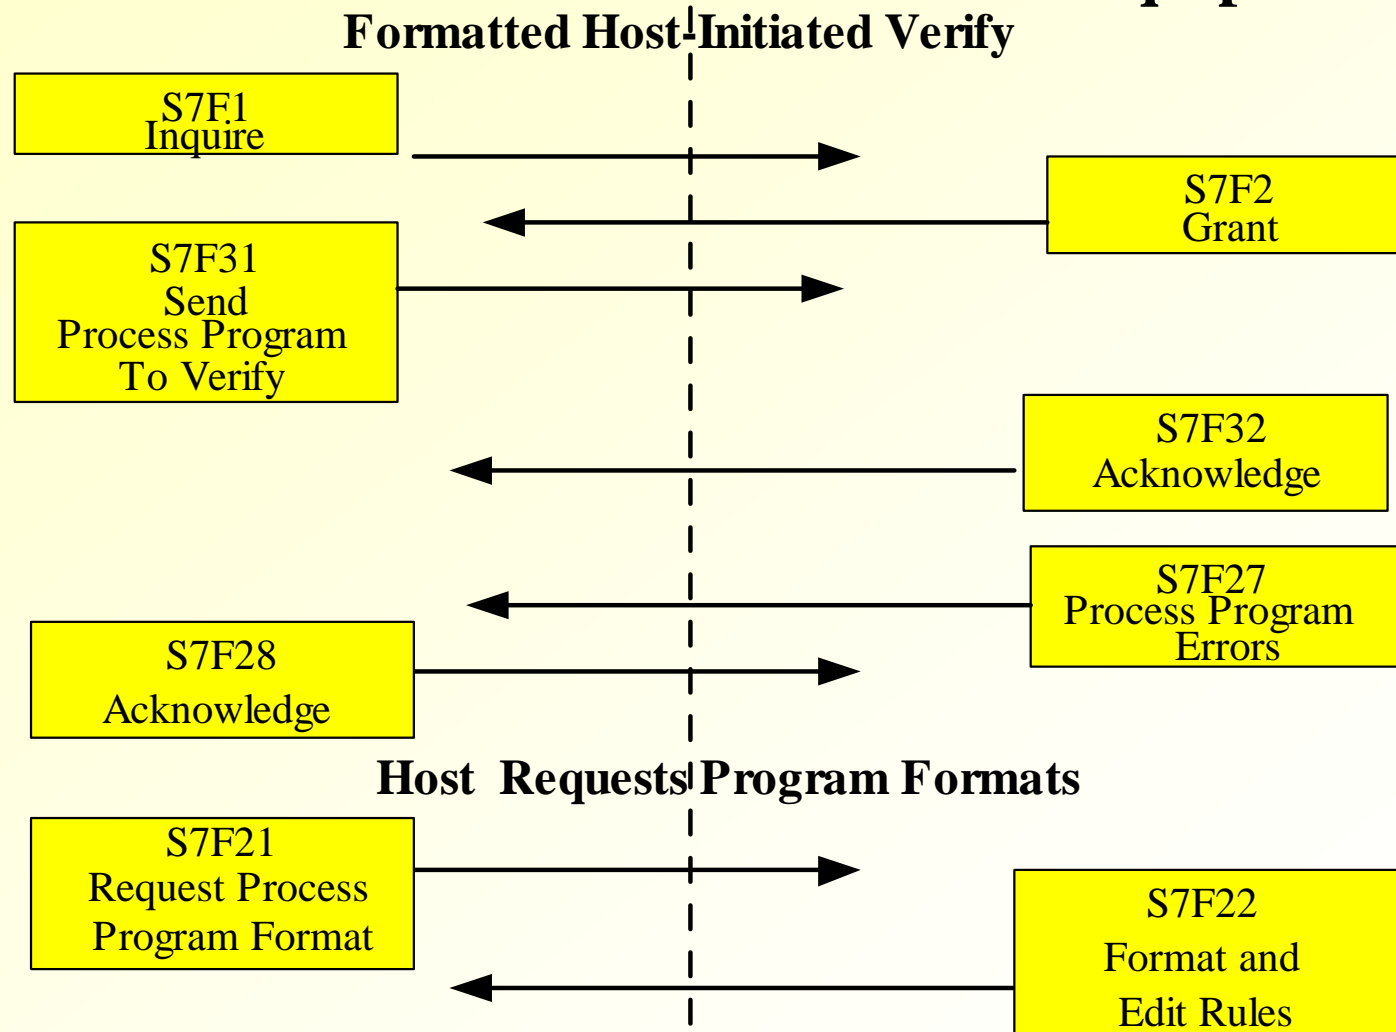 Formatted Host-Initiated Verify
S7F1
Inquire
S7F2
Grant
S7F31
Send
Process Program
To Verify
S7F32
Acknowledge
S7F27
Process Program
Errors
S7F28
Acknowledge
Host Requests Program Formats
S7F21
Request Process
Program Format
S7F22
Format and
Edit Rules